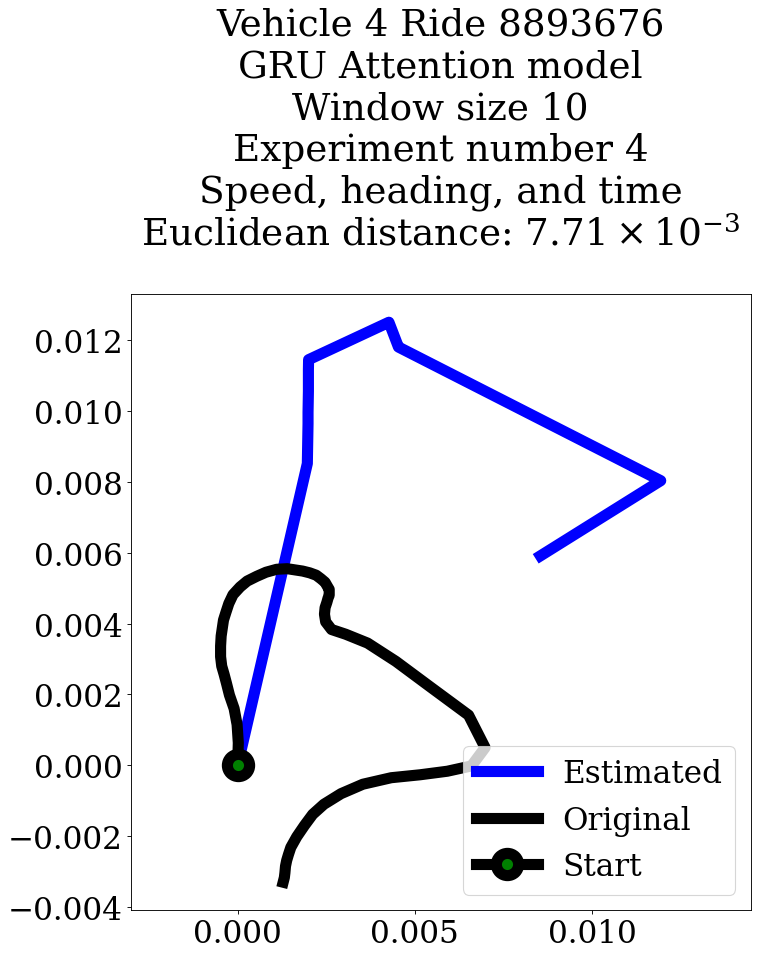 Vehicle 4 Ride 8893676
GRU Attention model
Window size 10
Experiment number 4
Speed, heading, and time
Euclidean distance: 7.71 × 10⁻³
0.012
0.010
0.008
0.006
0.004
0.002
0.000
−0.002
−0.004
Estimated
Original
Start
0.000 0.005 0.010